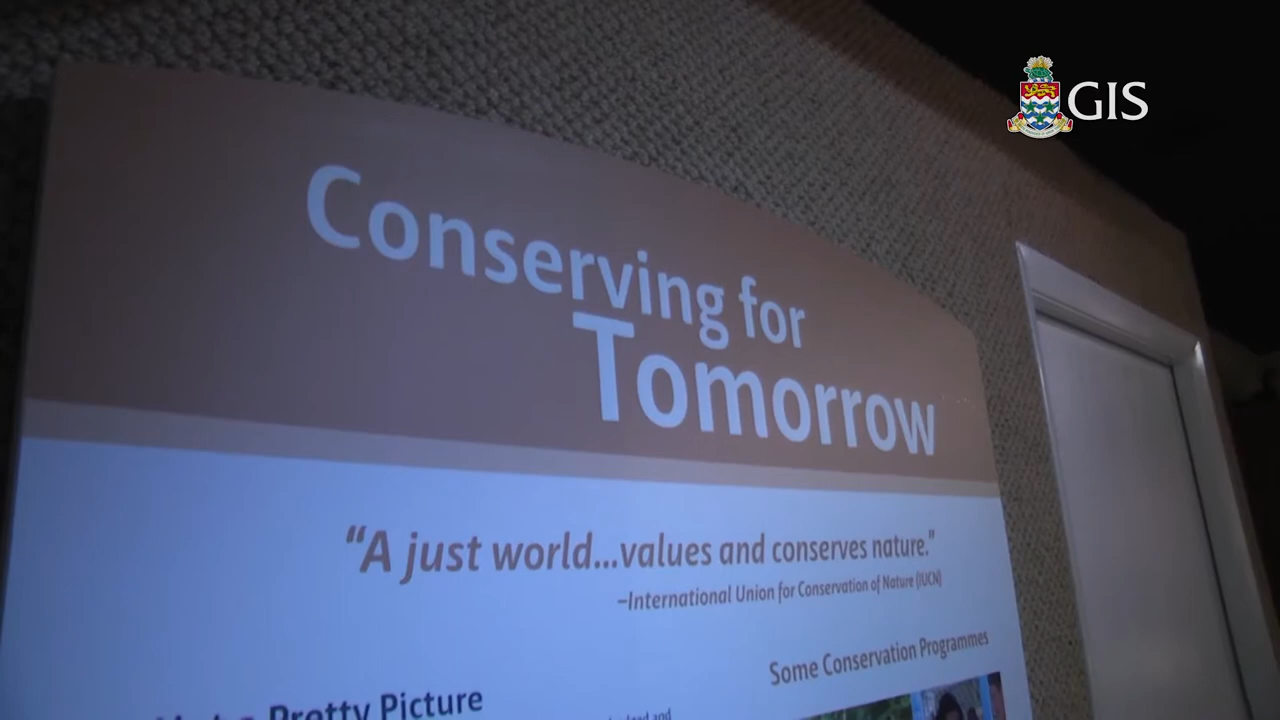 GIS
Conserving for
Tomorrow
“A just world...values and conserves nature.”
–International Union for Conservation of Nature (IUCN)
Some Conservation Programmes
Pretty Picture
and